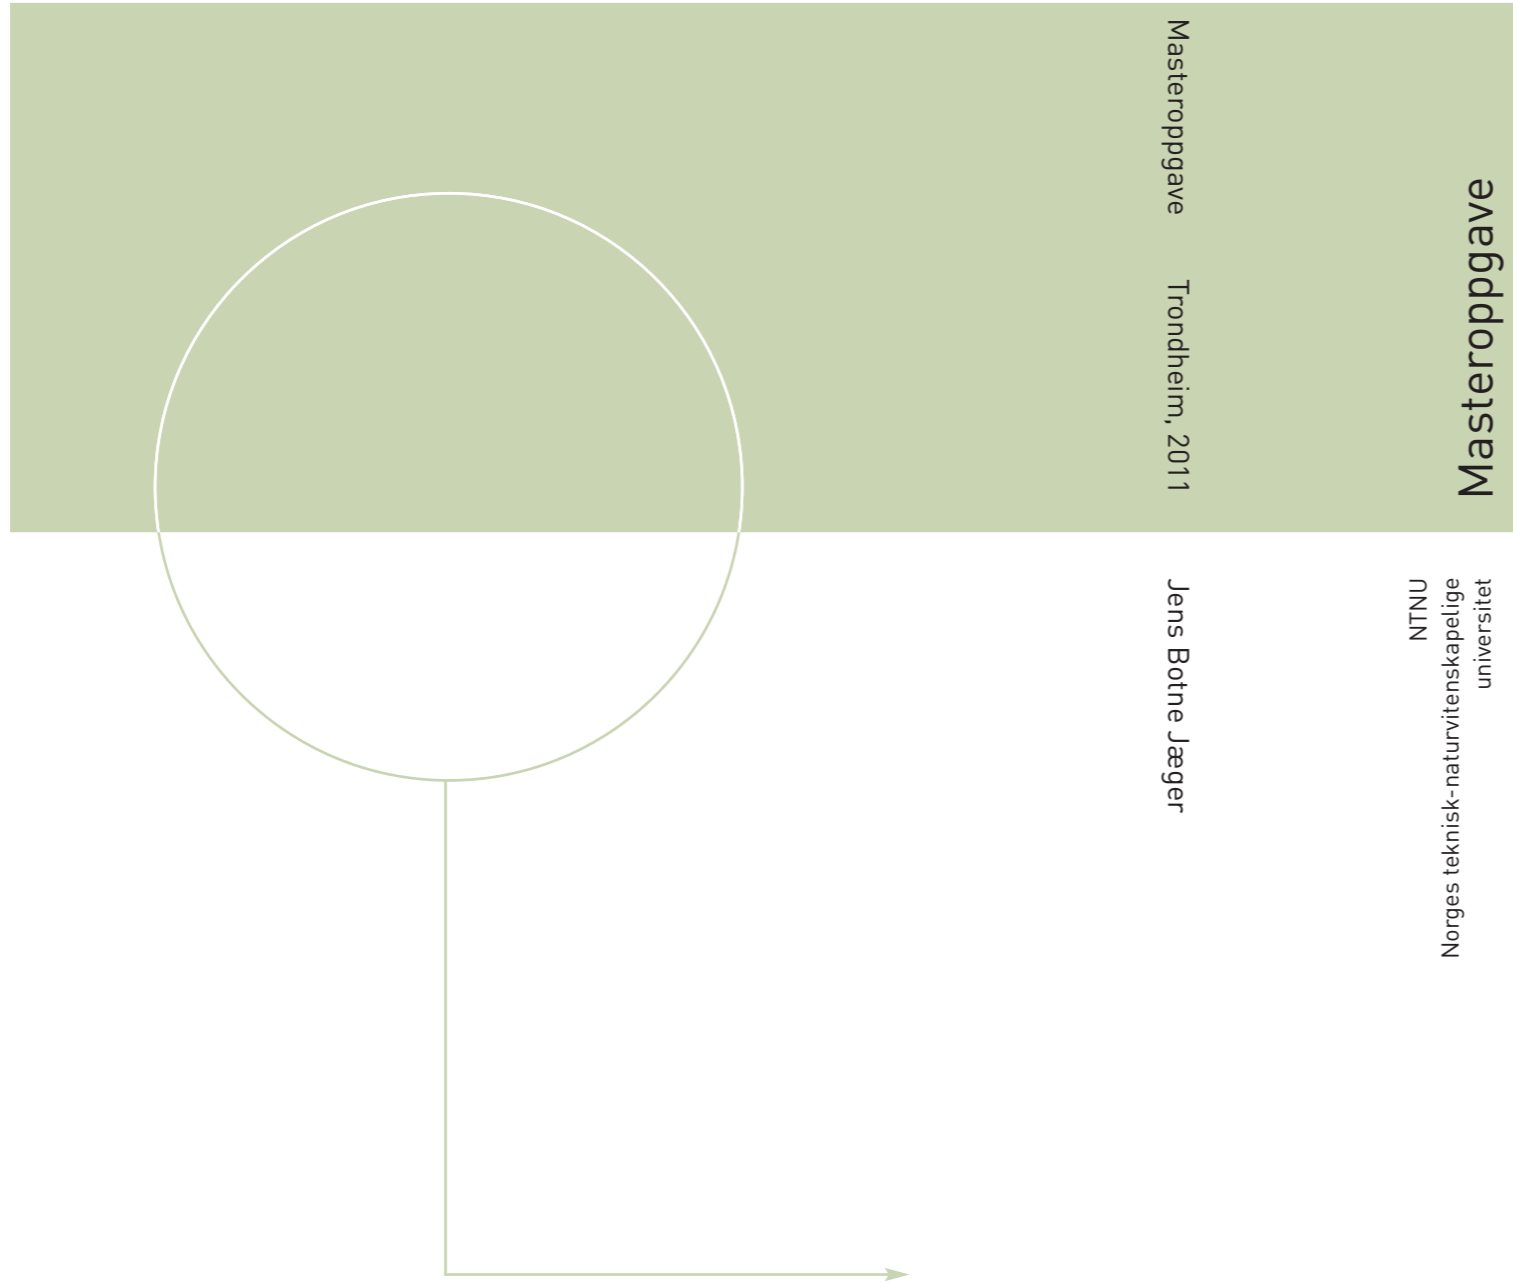 Masteroppgave
Trondheim, 2011
Jens Botne Jæger
Masteroppgave
NTNU
Norges teknisk-naturvitenskapelige
universitet